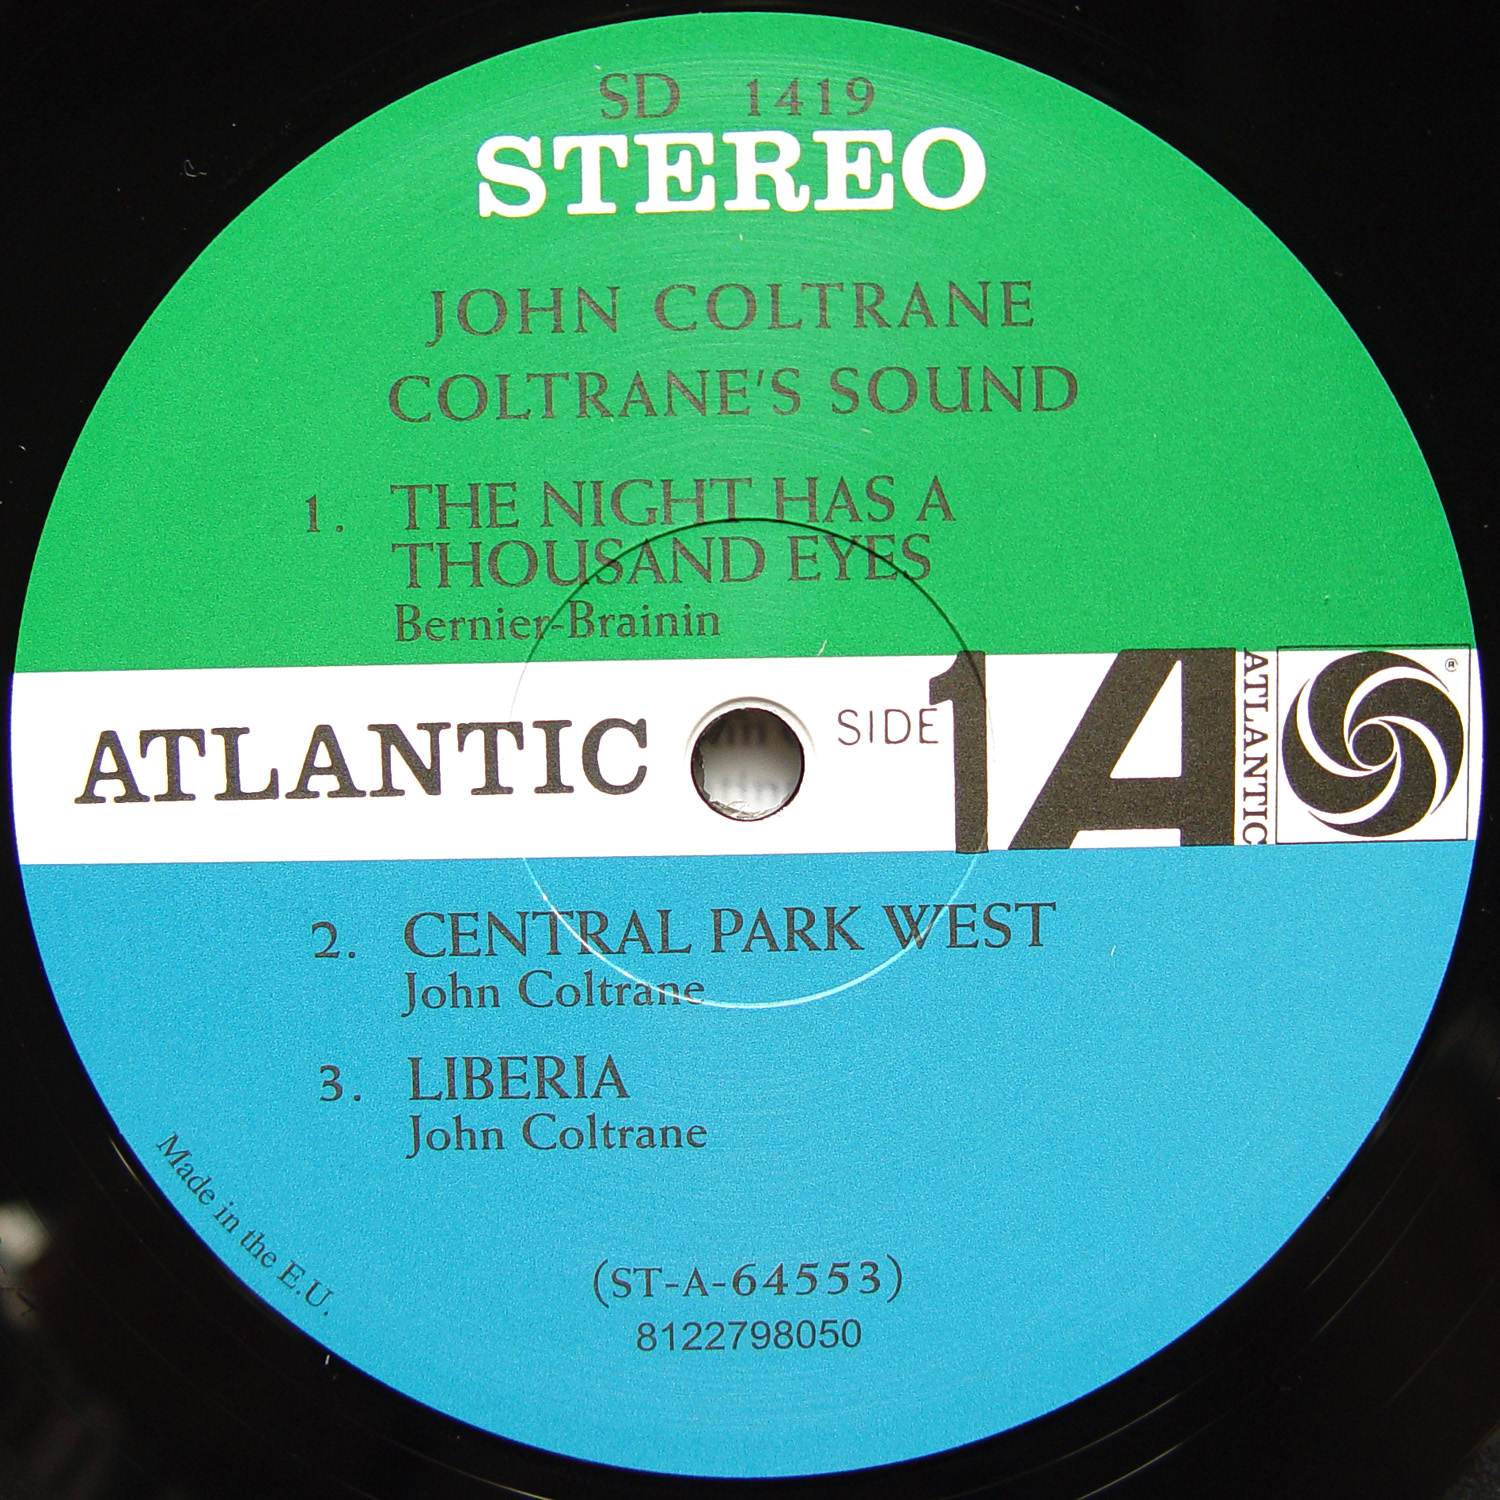 SD 1419
STEREO
JOHN COLTRANE
COLTRANE'S SOUND
1. THE NIGHT HAS A
THOUSAND EYES
Bernier-Brainin
ATLANTIC
SIDE 1
A
ATLANTIC
®
2. CENTRAL PARK WEST
John Coltrane
3. LIBERIA
John Coltrane
Made in the E.U.
(ST-A-64553)
8122798050